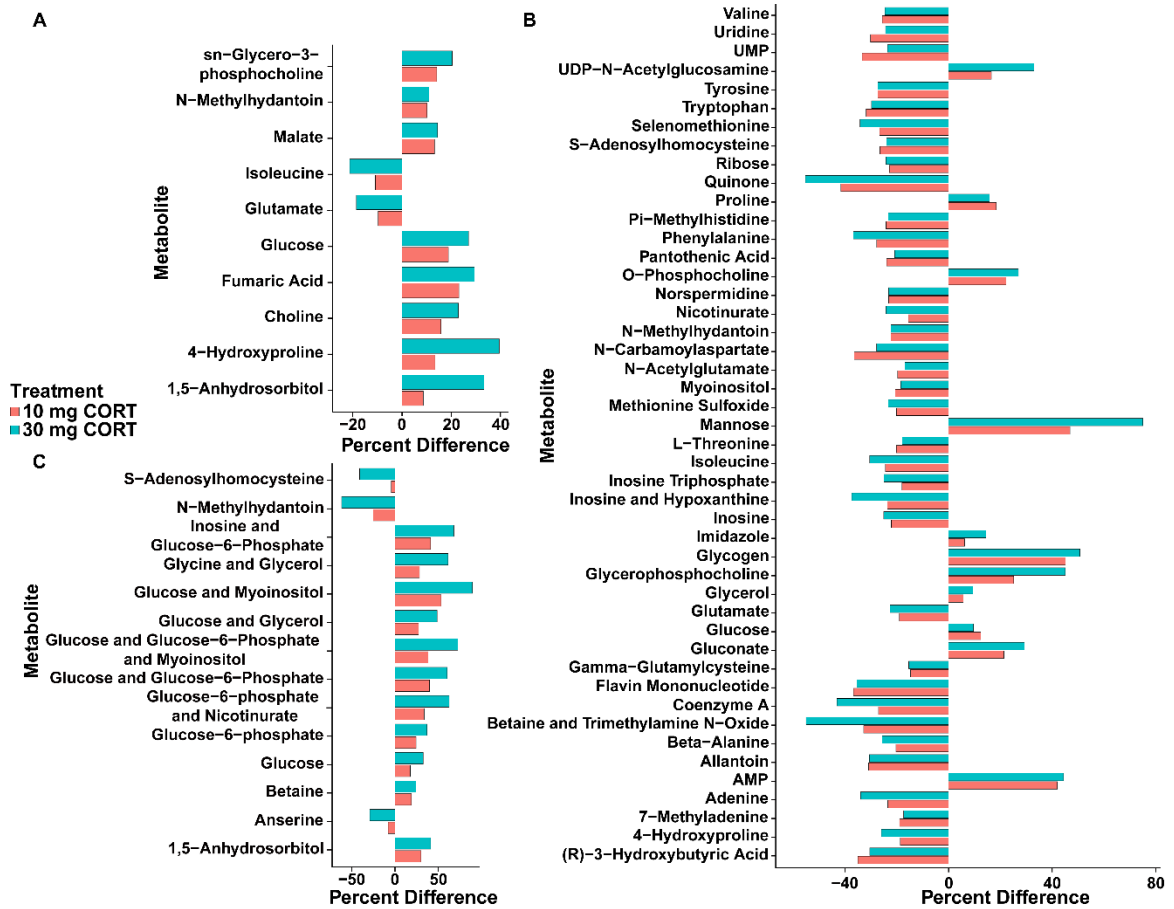 A
sn−Glycero−3−
phosphocholine
N−Methylhydantoin
Malate
Isoleucine
Glutamate
Glucose
Fumaric Acid
Choline
4−Hydroxyproline
1,5−Anhydrosorbitol
Metabolite
−20 0 20 40
Percent Difference
Treatment
10 mg CORT
30 mg CORT
C
S−Adenosylhomocysteine
N−Methylhydantoin
Inosine and
Glucose−6−Phosphate
Glycine and Glycerol
Glucose and Myoinositol
Glucose and Glycerol
Glucose and Glucose−6−Phosphate
and Myoinositol
Glucose and Glucose−6−Phosphate
Glucose−6−phosphate
and Nicotinurate
Glucose−6−phosphate
Glucose
Betaine
Anserine
1,5−Anhydrosorbitol
Metabolite
−50 0 50
Percent Difference
B
Valine
Uridine
UMP
UDP−N−Acetylglucosamine
Tyrosine
Tryptophan
Selenomethionine
S−Adenosylhomocysteine
Ribose
Quinone
Proline
Pi−Methylhistidine
Phenylalanine
Pantothenic Acid
O−Phosphocholine
Norspermidine
Nicotinurate
N−Methylhydantoin
N−Carbamoylaspartate
N−Acetylglutamate
Myoinositol
Methionine Sulfoxide
Mannose
L−Threonine
Isoleucine
Inosine Triphosphate
Inosine and Hypoxanthine
Inosine
Imidazole
Glycogen
Glycerophosphocholine
Glycerol
Glutamate
Glucose
Gluconate
Gamma−Glutamylcysteine
Flavin Mononucleotide
Coenzyme A
Betaine and Trimethylamine N−Oxide
Beta−Alanine
Allantoin
AMP
Adenine
7−Methyladenine
4−Hydroxyproline
(R)−3−Hydroxybutyric Acid
Metabolite
−40 0 40 80
Percent Difference